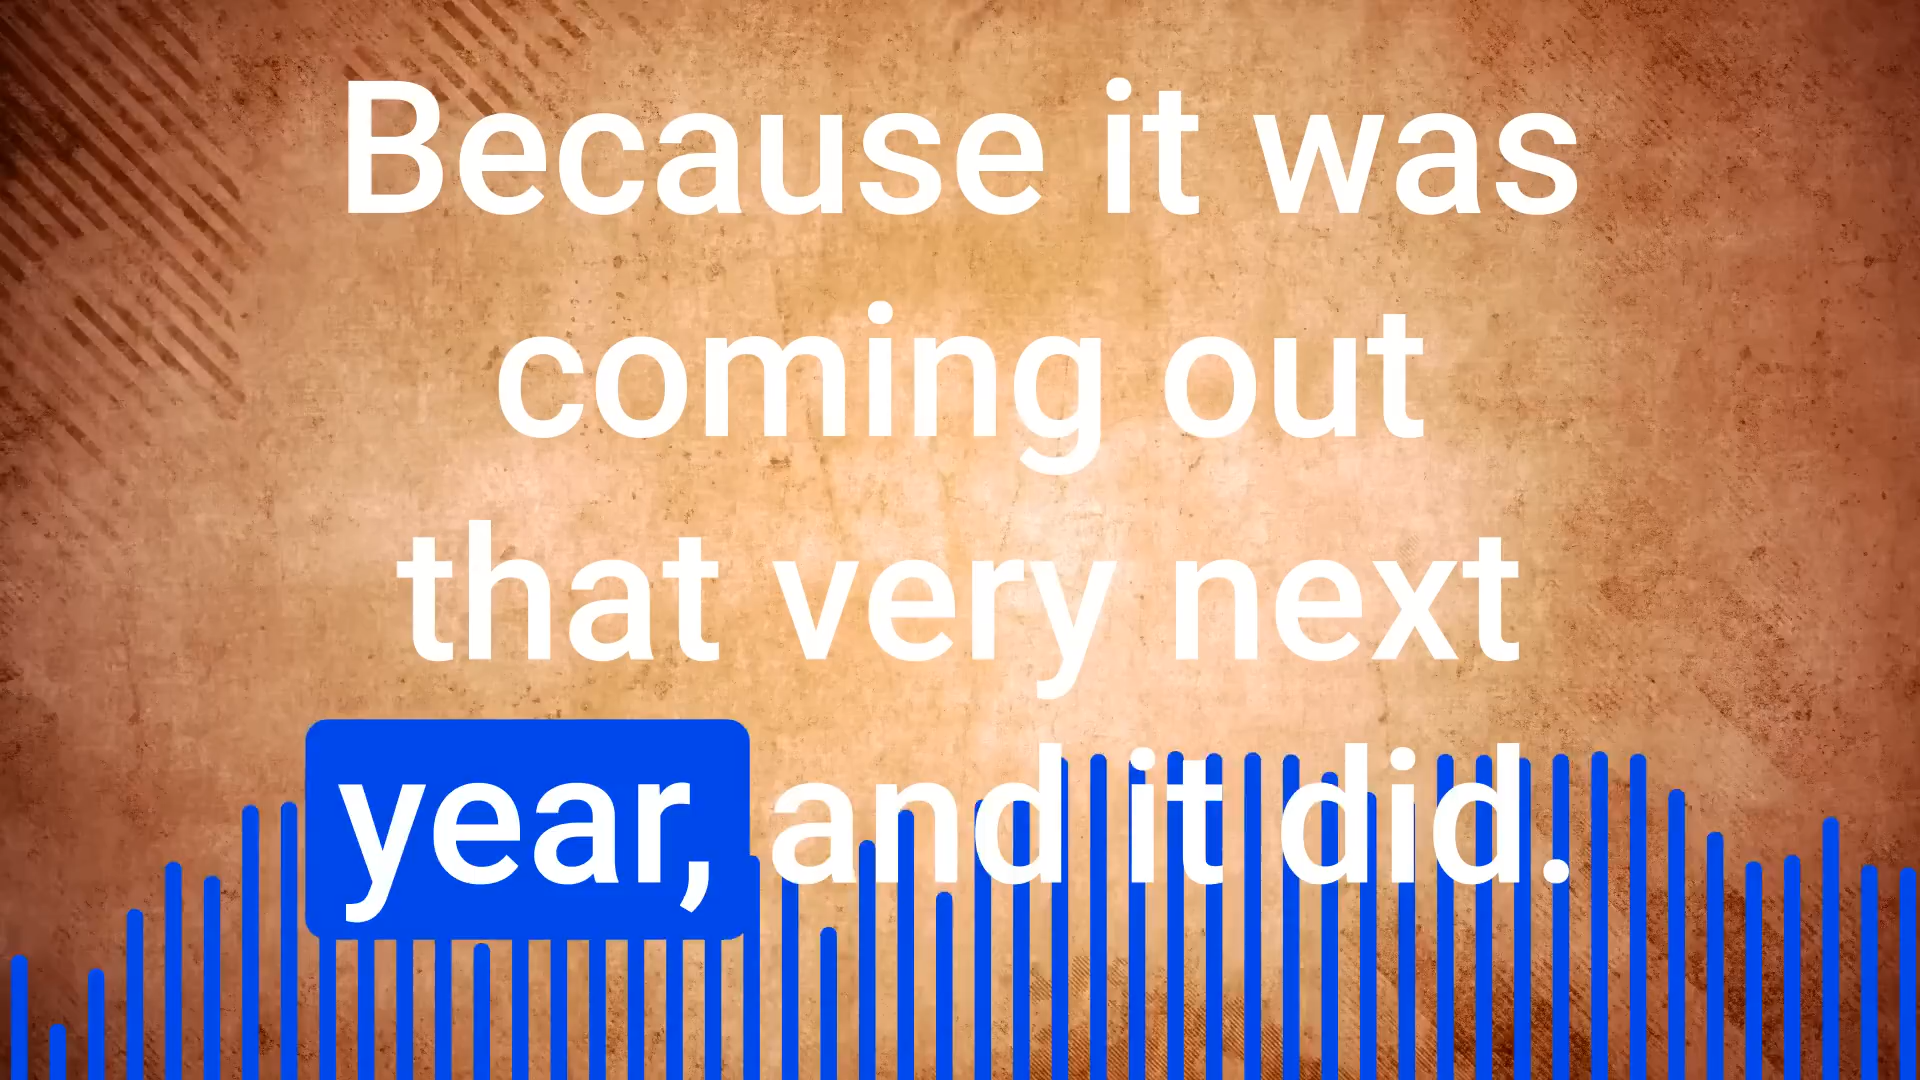 Because it was
coming out
that very next
year, and it did.